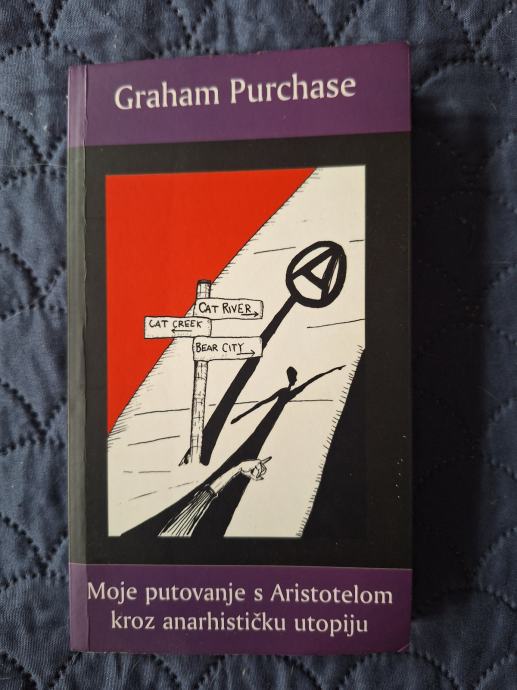 Graham Purchase
CAT RIVER
CAT CREEK
BEAR CITY
Moje putovanje s Aristotelom
kroz anarhističku utopiju